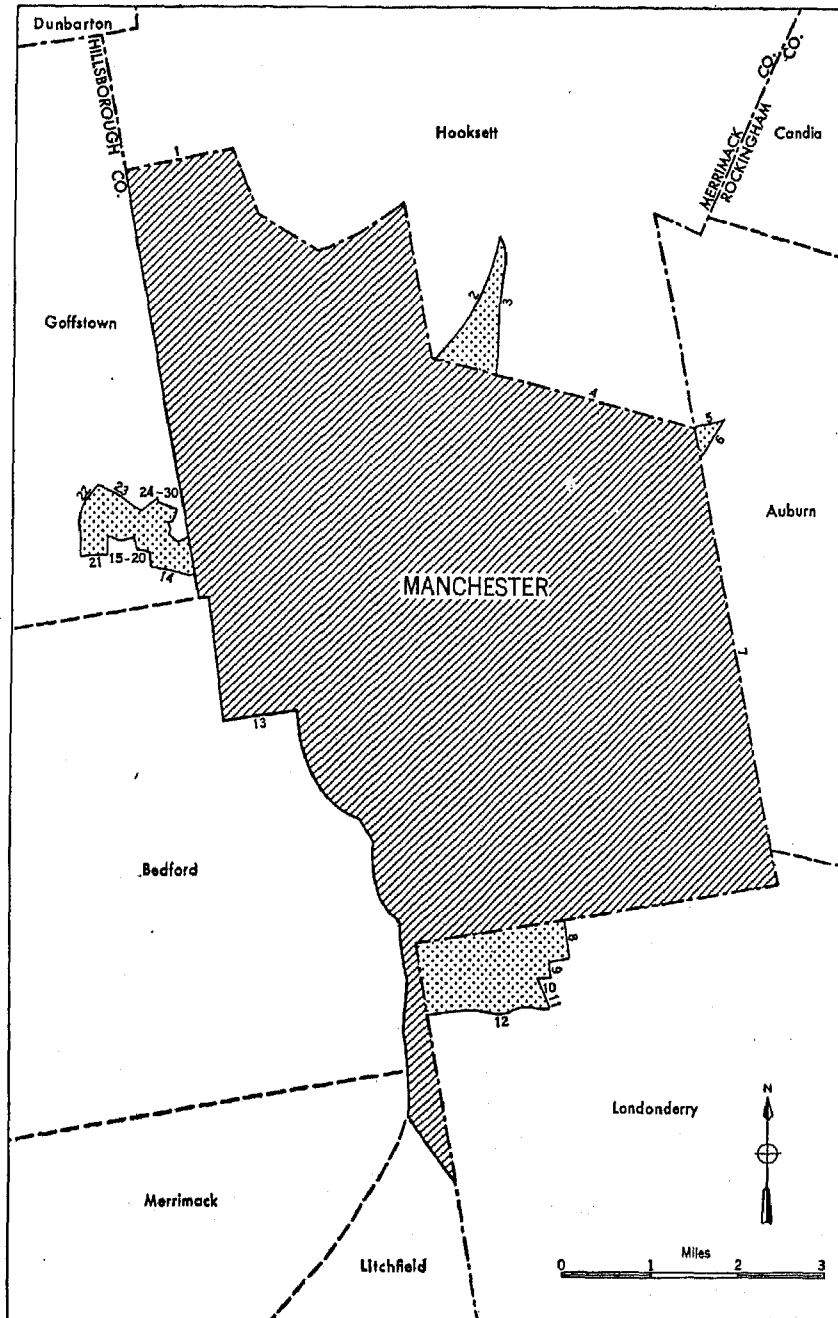 Dunbarton
HILLSBOROUGH CO.
Hooksett
MERRIMACK CO.
ROCKINGHAM CO.
Candia
1
2
3
Goffstown
4
5
6
22
23
24-30
21
15-20
14
Auburn
MANCHESTER
7
13
Bedford
8
9
10
11
12
Londonderry
N
Merrimack
Litchfield
Miles
0 1 2 3